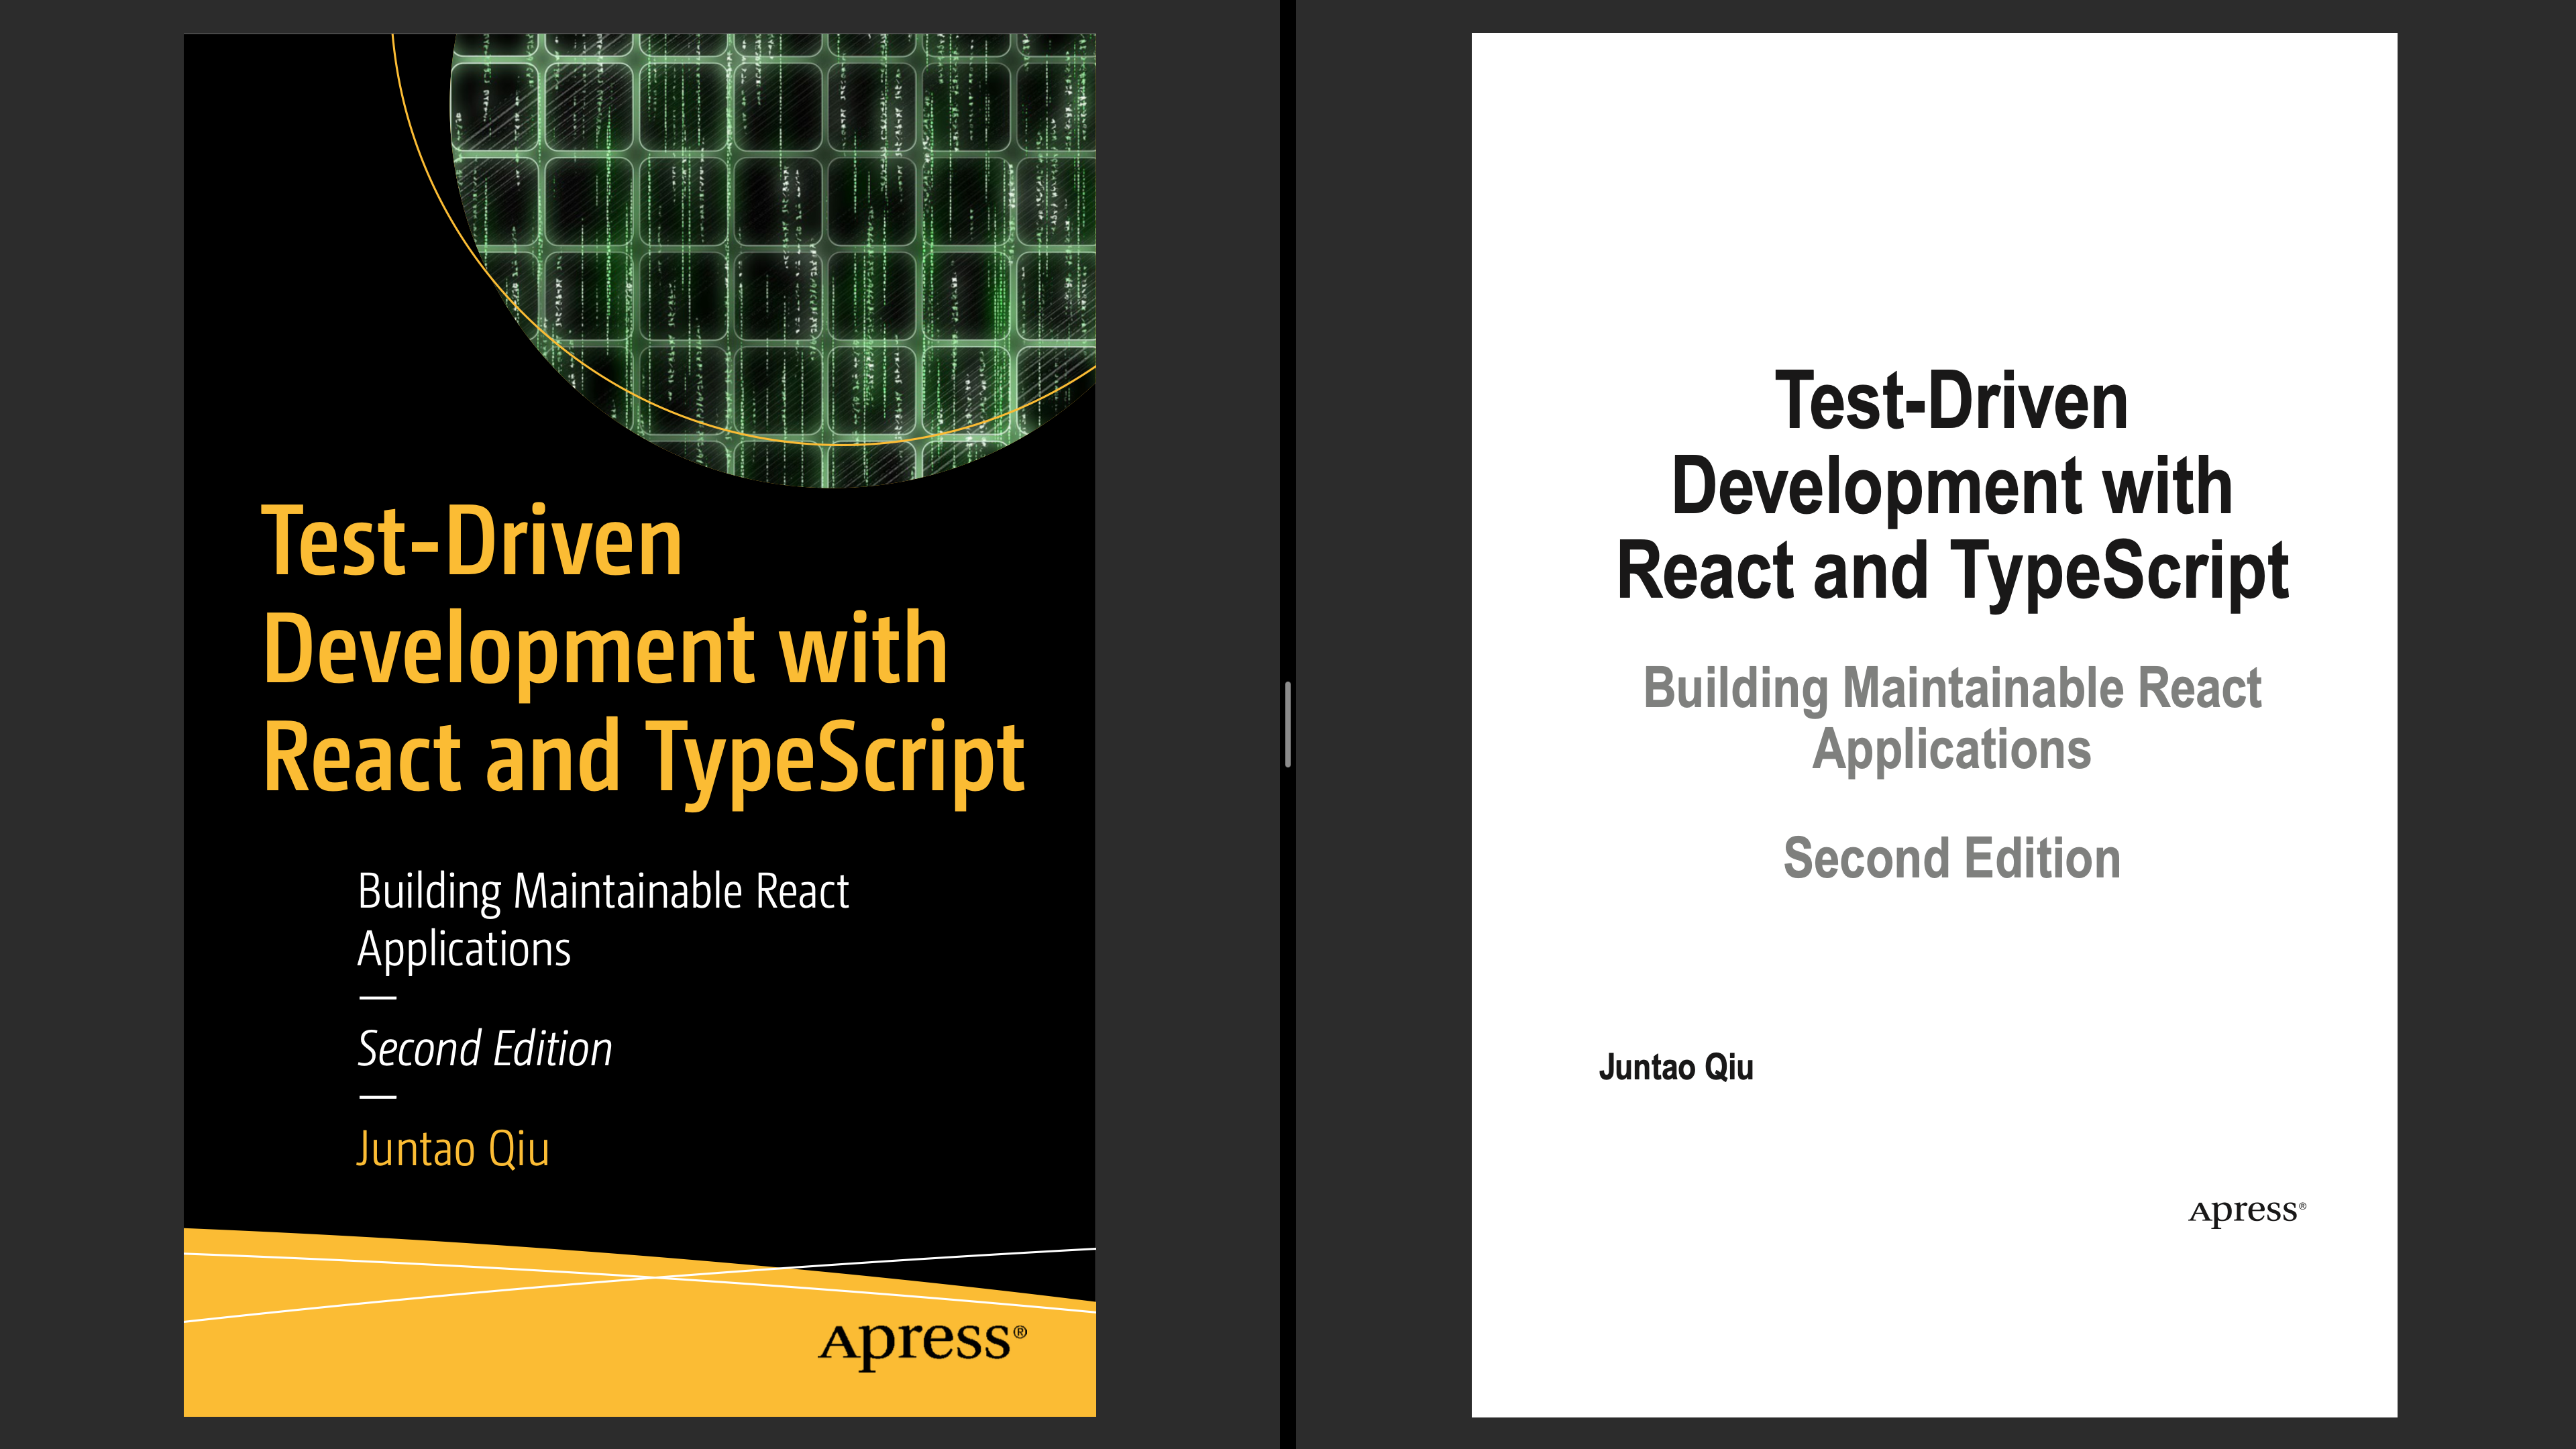 Test-Driven
Development with
React and TypeScript
Building Maintainable React
Applications
—
Second Edition
—
Juntao Qiu
Apress®
Test-Driven
Development with
React and TypeScript
Building Maintainable React
Applications
Second Edition
Juntao Qiu
Apress®